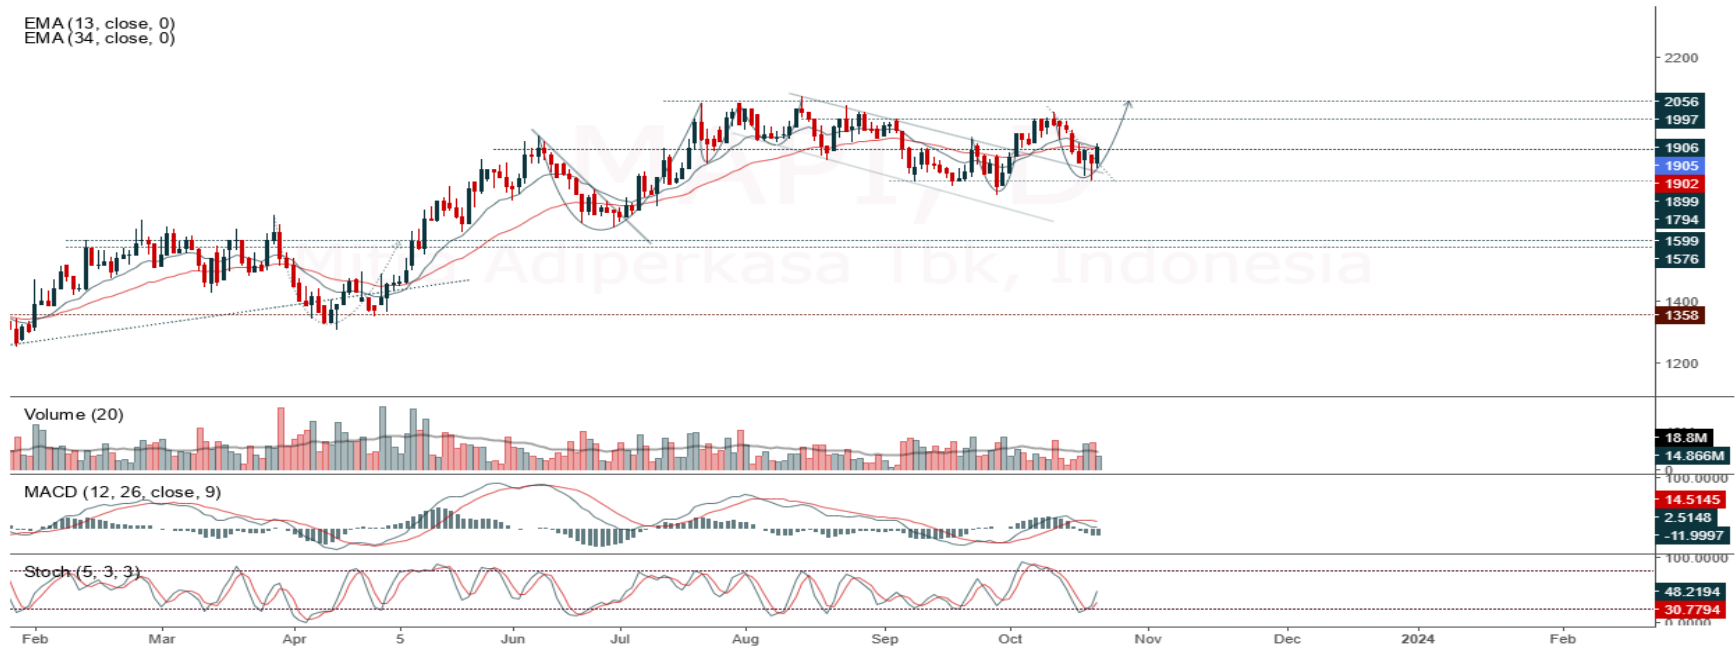 EMA (13, close, 0)
EMA (34, close, 0)
2200
2056
1997
1906
1905
1902
1899
1794
1599
1576
1400
1358
1200
MAPI, D
Mitra Adiperkasa Tbk, Indonesia
Volume (20)
18.8M
14.866M
0
MACD (12, 26, close, 9)
100.0000
14.5145
2.5148
-11.9997
Stoch (5, 3, 3)
100.0000
48.2194
30.7794
0.0000
Feb Mar Apr 5 Jun Jul Aug Sep Oct Nov Dec 2024 Feb